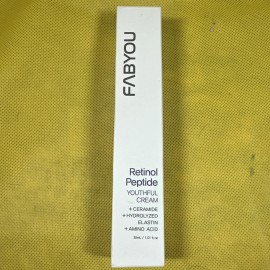 FABYOU
Retinol
Peptide
YOUTHFUL
CREAM
+CERAMIDE
+HYDROLYZED
ELASTIN
+AMINO ACID